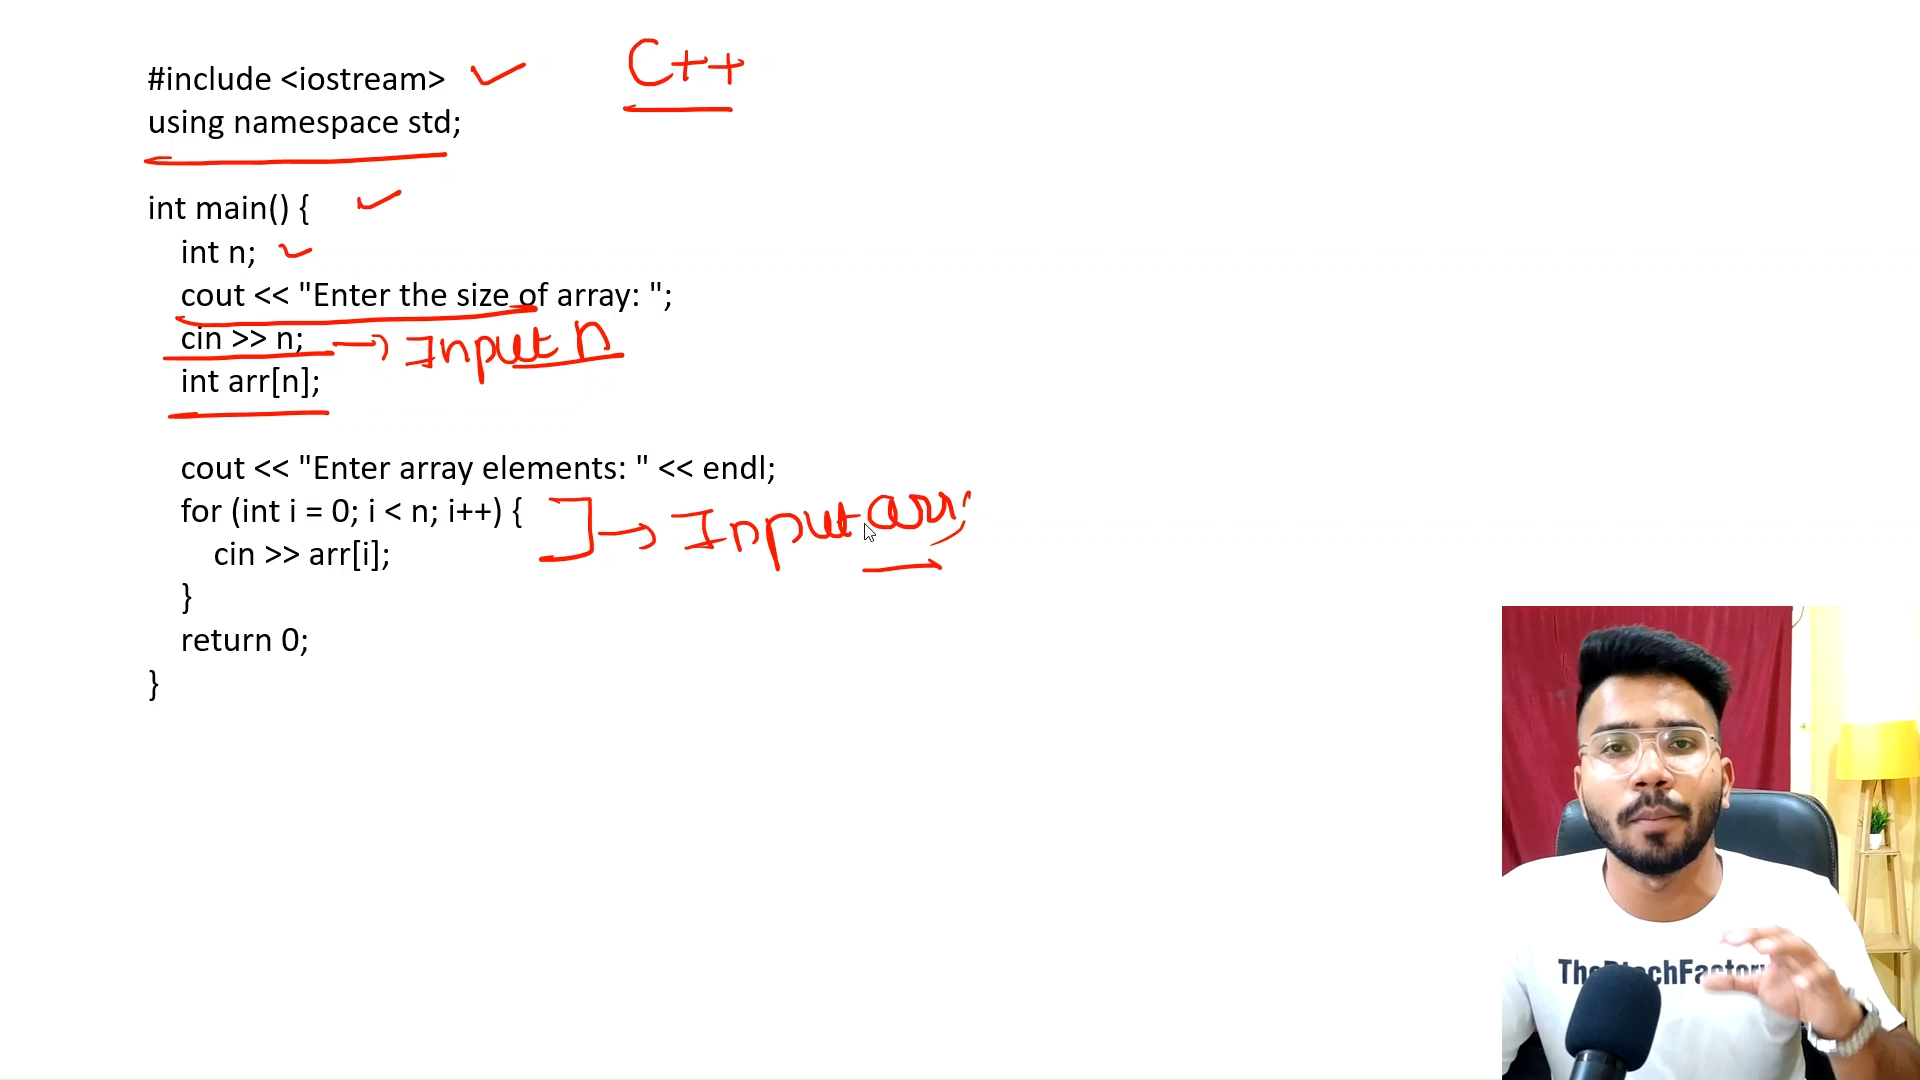 #include <iostream>
C++
using namespace std;
int main() {
int n;
cout << "Enter the size of array: ";
cin >> n;
Input n
int arr[n];
cout << "Enter array elements: " << endl;
for (int i = 0; i < n; i++) {
Input arr
cin >> arr[i];
}
return 0;
}